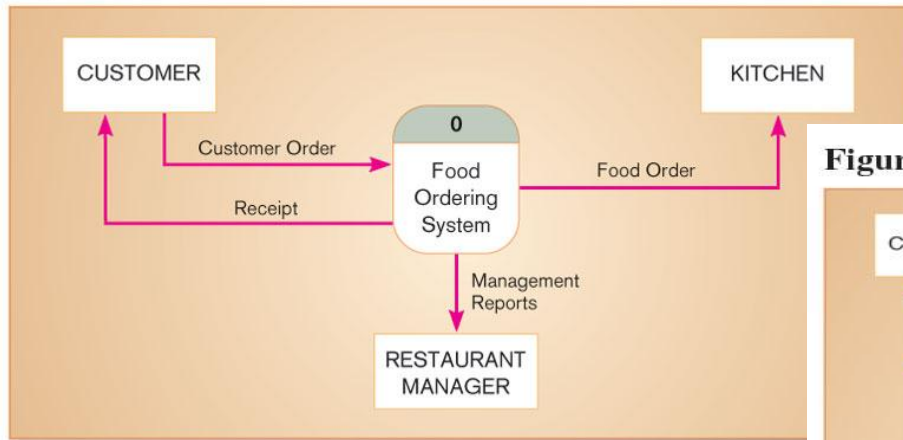 CUSTOMER
KITCHEN
0
Customer Order
Food
Ordering
System
Food Order
Receipt
Management
Reports
RESTAURANT
MANAGER